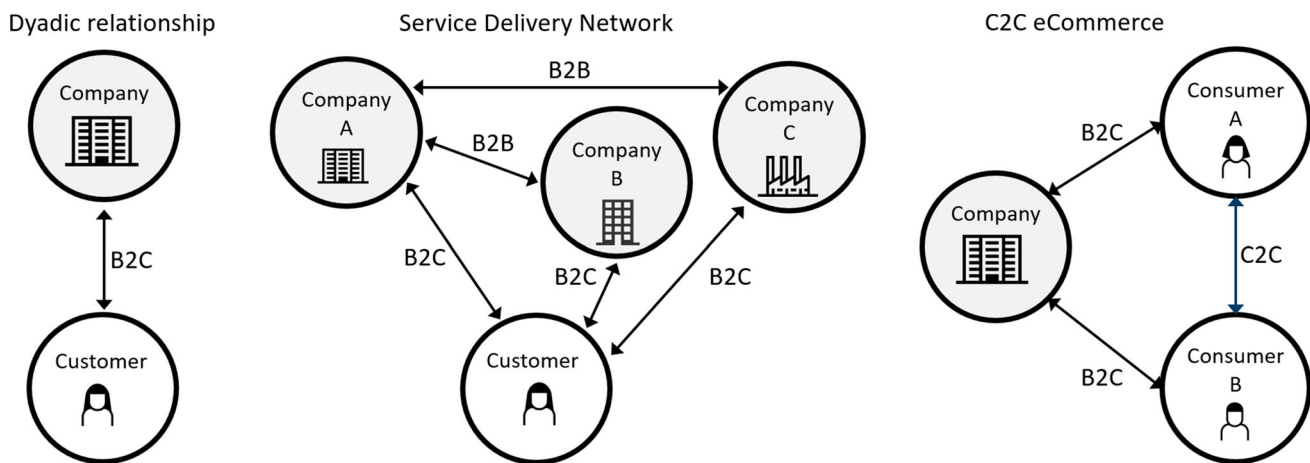 Dyadic relationship
Company
B2C
Customer
Service Delivery Network
Company
A
B2B
B2B
Company
B
Company
C
B2C
B2C
B2C
Customer
C2C eCommerce
Consumer
A
B2C
Company
C2C
B2C
Consumer
B